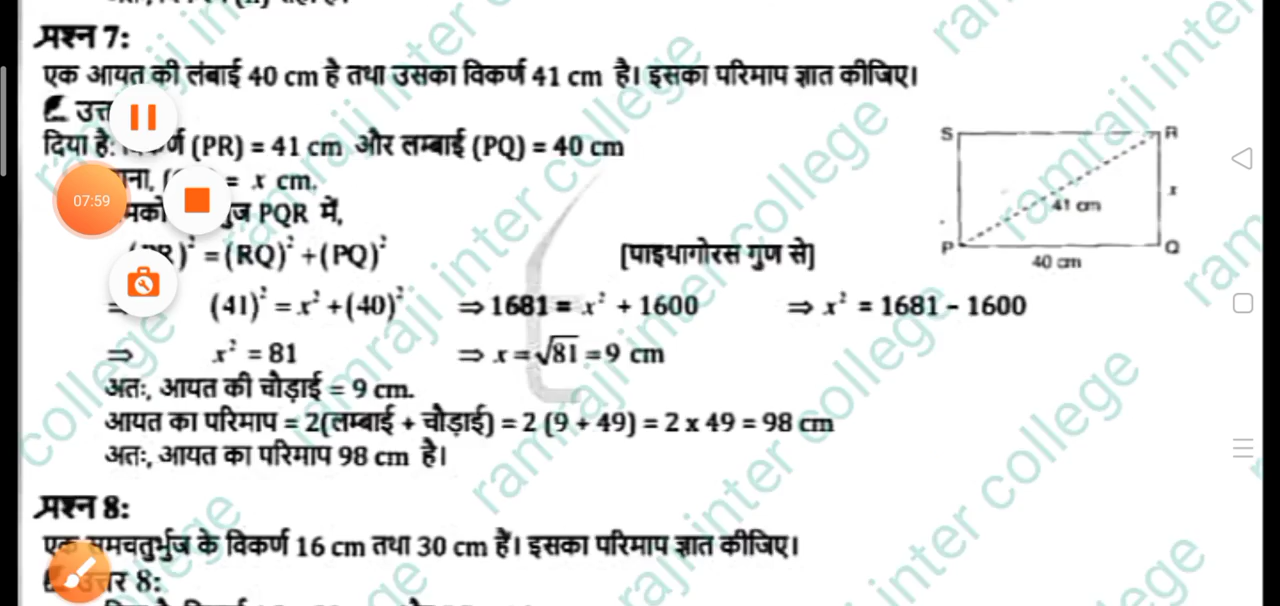 प्रश्न 7:
एक आयत की लंबाई 40 cm है तथा उसका विकर्ण 41 cm है। इसका परिमाप ज्ञात कीजिए।
दिया है: (PR) = 41 cm और लम्बाई (PQ) = 40 cm
= x cm.
PQR में,
)² = (RQ)² + (PQ)² [पाइथागोरस गुण से]
(41)² = x² + (40)² ⇒ 1681 = x² + 1600 ⇒ x² = 1681 – 1600
⇒ x² = 81 ⇒ x = √81 = 9 cm
अतः, आयत की चौड़ाई = 9 cm.
आयत का परिमाप = 2(लम्बाई + चौड़ाई) = 2 (9 + 49) = 2 x 49 = 98 cm
अतः, आयत का परिमाप 98 cm है।
S R
41 cm
x
P Q
40 cm
07:59
प्रश्न 8:
एक समचतुर्भुज के विकर्ण 16 cm तथा 30 cm हैं। इसका परिमाप ज्ञात कीजिए।
उत्तर 8:
ramraji inter college